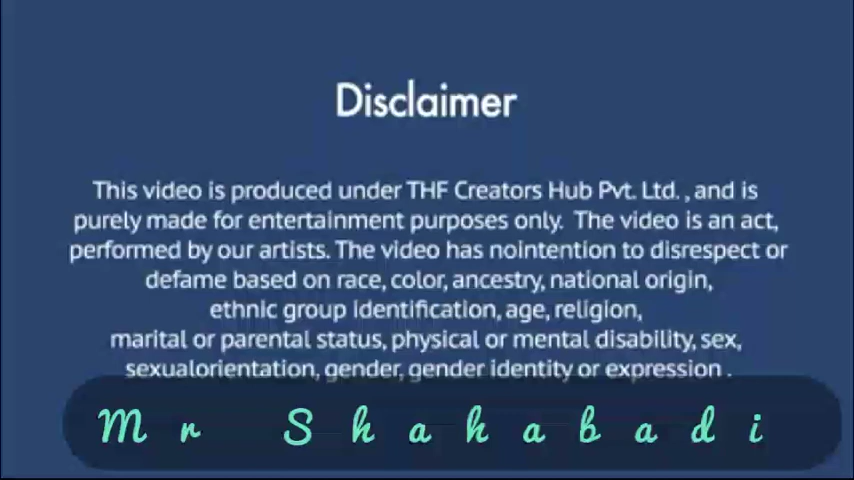 Disclaimer
This video is produced under THF Creators Hub Pvt. Ltd. , and is
purely made for entertainment purposes only. The video is an act,
performed by our artists. The video has nointention to disrespect or
defame based on race, color, ancestry, national origin,
ethnic group identification, age, religion,
marital or parental status, physical or mental disability, sex,
sexualorientation, gender, gender identity or expression .
Mr Shahabadi